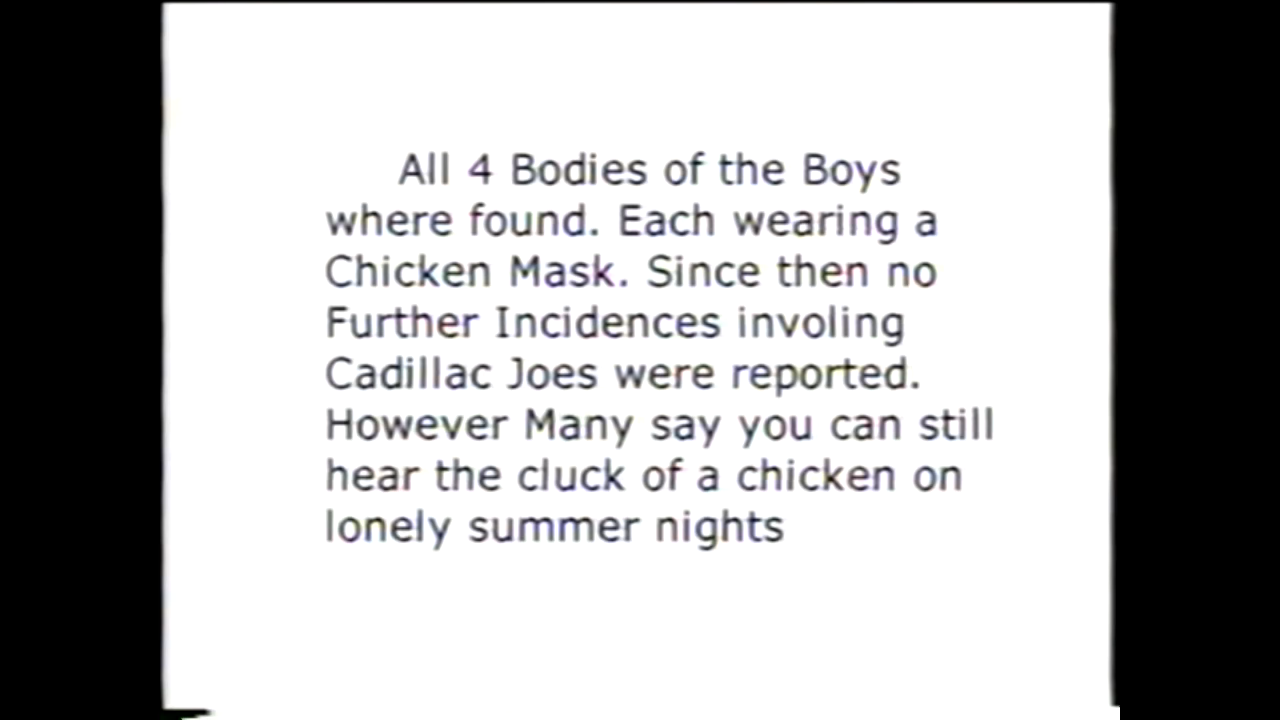 All 4 Bodies of the Boys
where found. Each wearing a
Chicken Mask. Since then no
Further Incidences involing
Cadillac Joes were reported.
However Many say you can still
hear the cluck of a chicken on
lonely summer nights